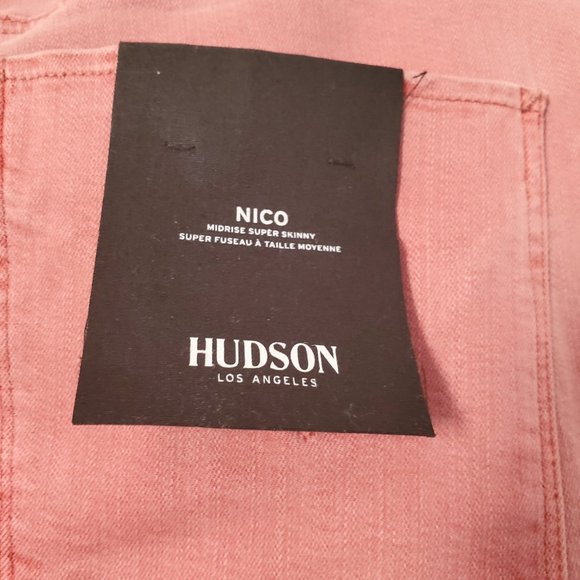 NICO
MIDRISE SUPER SKINNY
SUPER FUSEAU À TAILLE MOYENNE
HUDSON
LOS ANGELES